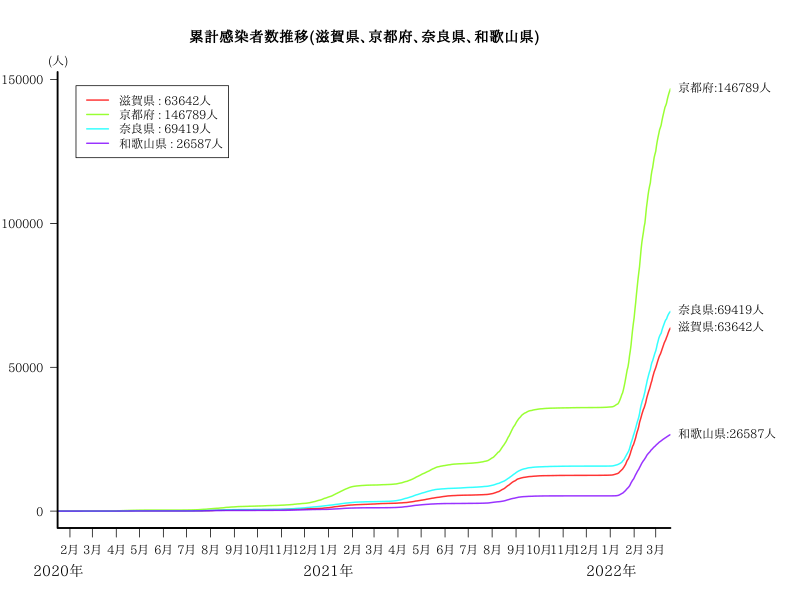 累計感染者数推移(滋賀県、京都府、奈良県、和歌山県)
(人)
150000
100000
50000
0
滋賀県 : 63642人
京都府 : 146789人
奈良県 : 69419人
和歌山県 : 26587人
京都府:146789人
奈良県:69419人
滋賀県:63642人
和歌山県:26587人
2月 3月 4月 5月 6月 7月 8月 9月 10月 11月 12月 1月 2月 3月 4月 5月 6月 7月 8月 9月 10月 11月 12月 1月 2月 3月
2020年 2021年 2022年